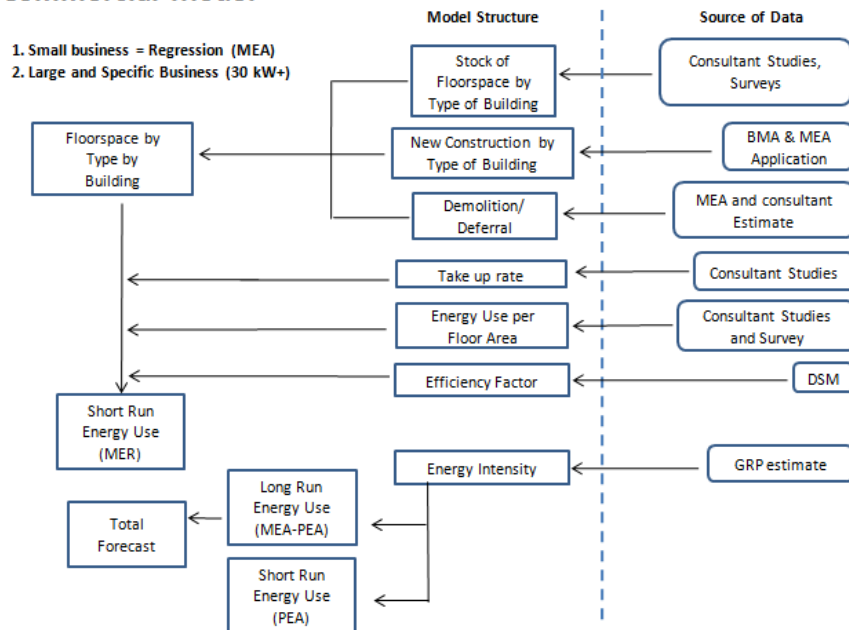 Commercial Model
Model Structure
Source of Data
1. Small business = Regression (MEA)
2. Large and Specific Business (30 kW+)
Stock of
Floorspace by
Type of Building
Consultant Studies,
Surveys
Floorspace by
Type by
Building
New Construction by
Type of Building
BMA & MEA
Application
Demolition/
Deferral
MEA and consultant
Estimate
Take up rate
Consultant Studies
Energy Use per
Floor Area
Consultant Studies
and Survey
Efficiency Factor
DSM
Short Run
Energy Use
(MER)
Energy Intensity
GRP estimate
Long Run
Energy Use
(MEA-PEA)
Total
Forecast
Short Run
Energy Use
(PEA)